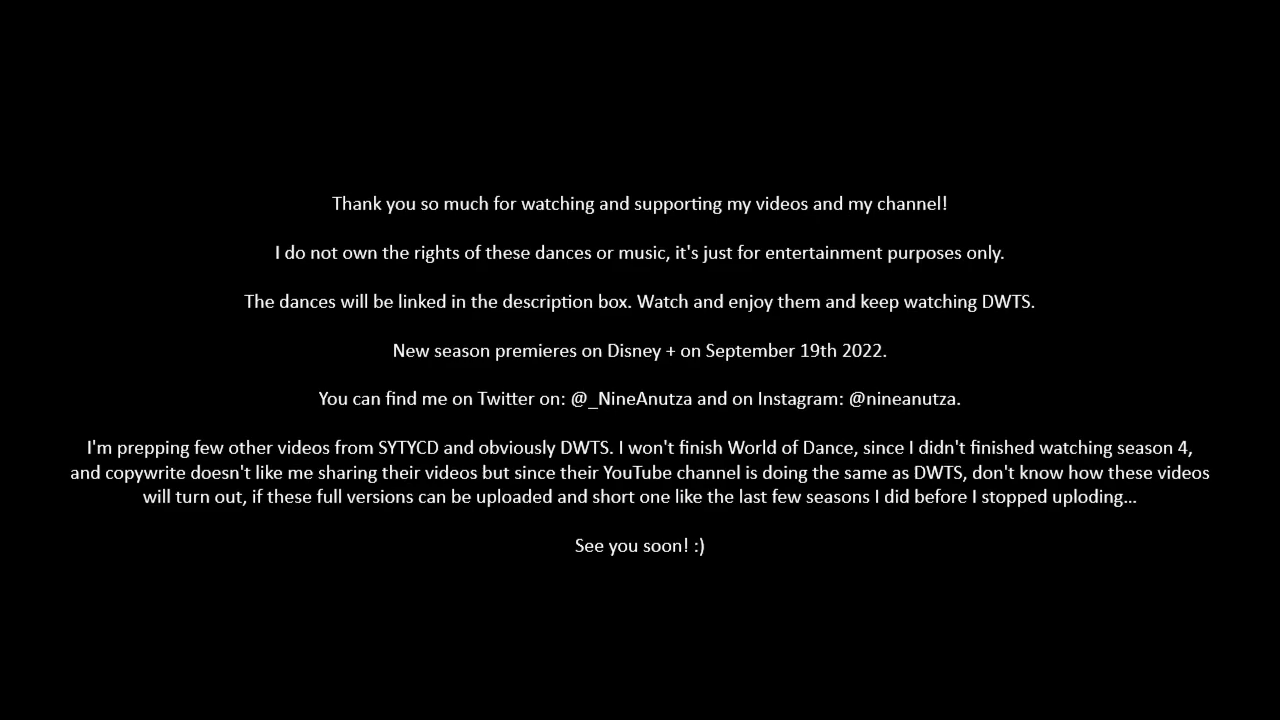 Thank you so much for watching and supporting my videos and my channel!
I do not own the rights of these dances or music, it's just for entertainment purposes only.
The dances will be linked in the description box. Watch and enjoy them and keep watching DWTS.
New season premieres on Disney + on September 19th 2022.
You can find me on Twitter on: @_NineAnutza and on Instagram: @nineanutza.
I'm prepping few other videos from SYTYCD and obviously DWTS. I won't finish World of Dance, since I didn't finished watching season 4,
and copywrite doesn't like me sharing their videos but since their YouTube channel is doing the same as DWTS, don't know how these videos
will turn out, if these full versions can be uploaded and short one like the last few seasons I did before I stopped uploding...
See you soon! :)